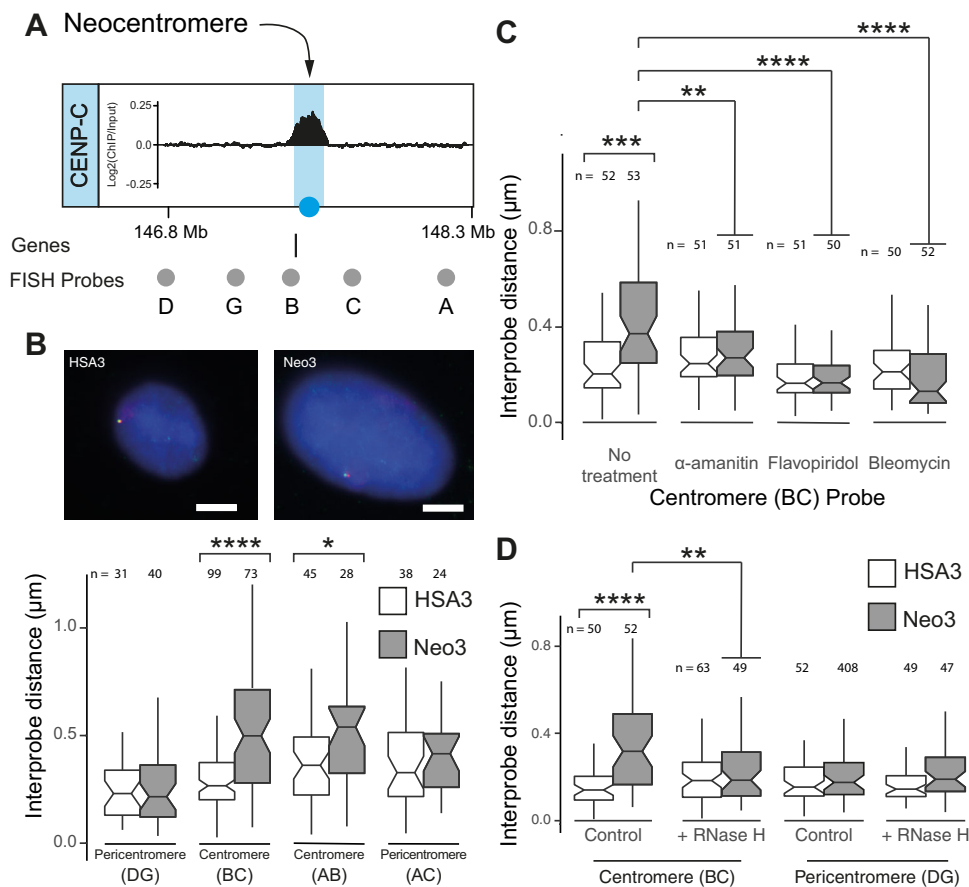 A
Neocentromere
CENP-C
Log2(ChIP/Input)
0.25
0.0
-0.25
146.8 Mb
148.3 Mb
Genes
FISH Probes
D G B C A
B
HSA3
Neo3
**** *
n = 31 40 99 73 45 28 38 24
HSA3
Neo3
Interprobe distance (µm)
1.0
0.5
0.0
Pericentromere Centromere Centromere Pericentromere
(DG) (BC) (AB) (AC)
C
****
****
**
***
n = 52 53
n = 51 51 n = 51 50 n = 50 52
Interprobe distance (µm)
0.8
0.4
0.0
No treatment α-amanitin Flavopiridol Bleomycin
Centromere (BC) Probe
D
**
****
HSA3
Neo3
n = 50 52 n = 63 49 52 408 49 47
Interprobe distance (µm)
0.8
0.4
0.0
Control + RNase H Control + RNase H
Centromere (BC) Pericentromere (DG)